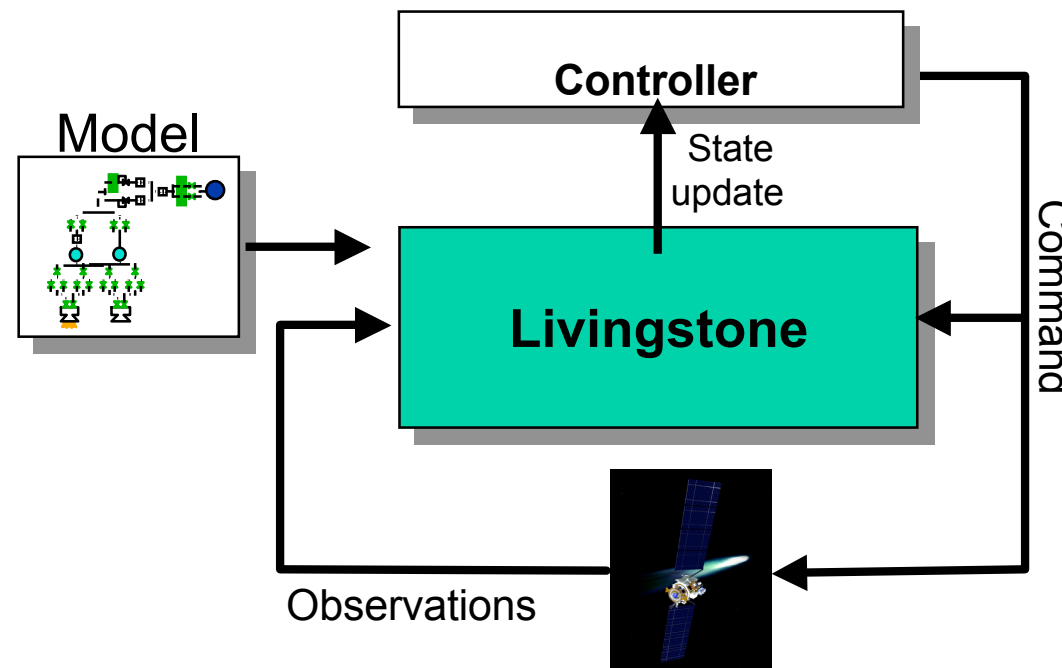 Controller
Model
State
update
Command
Livingstone
Observations